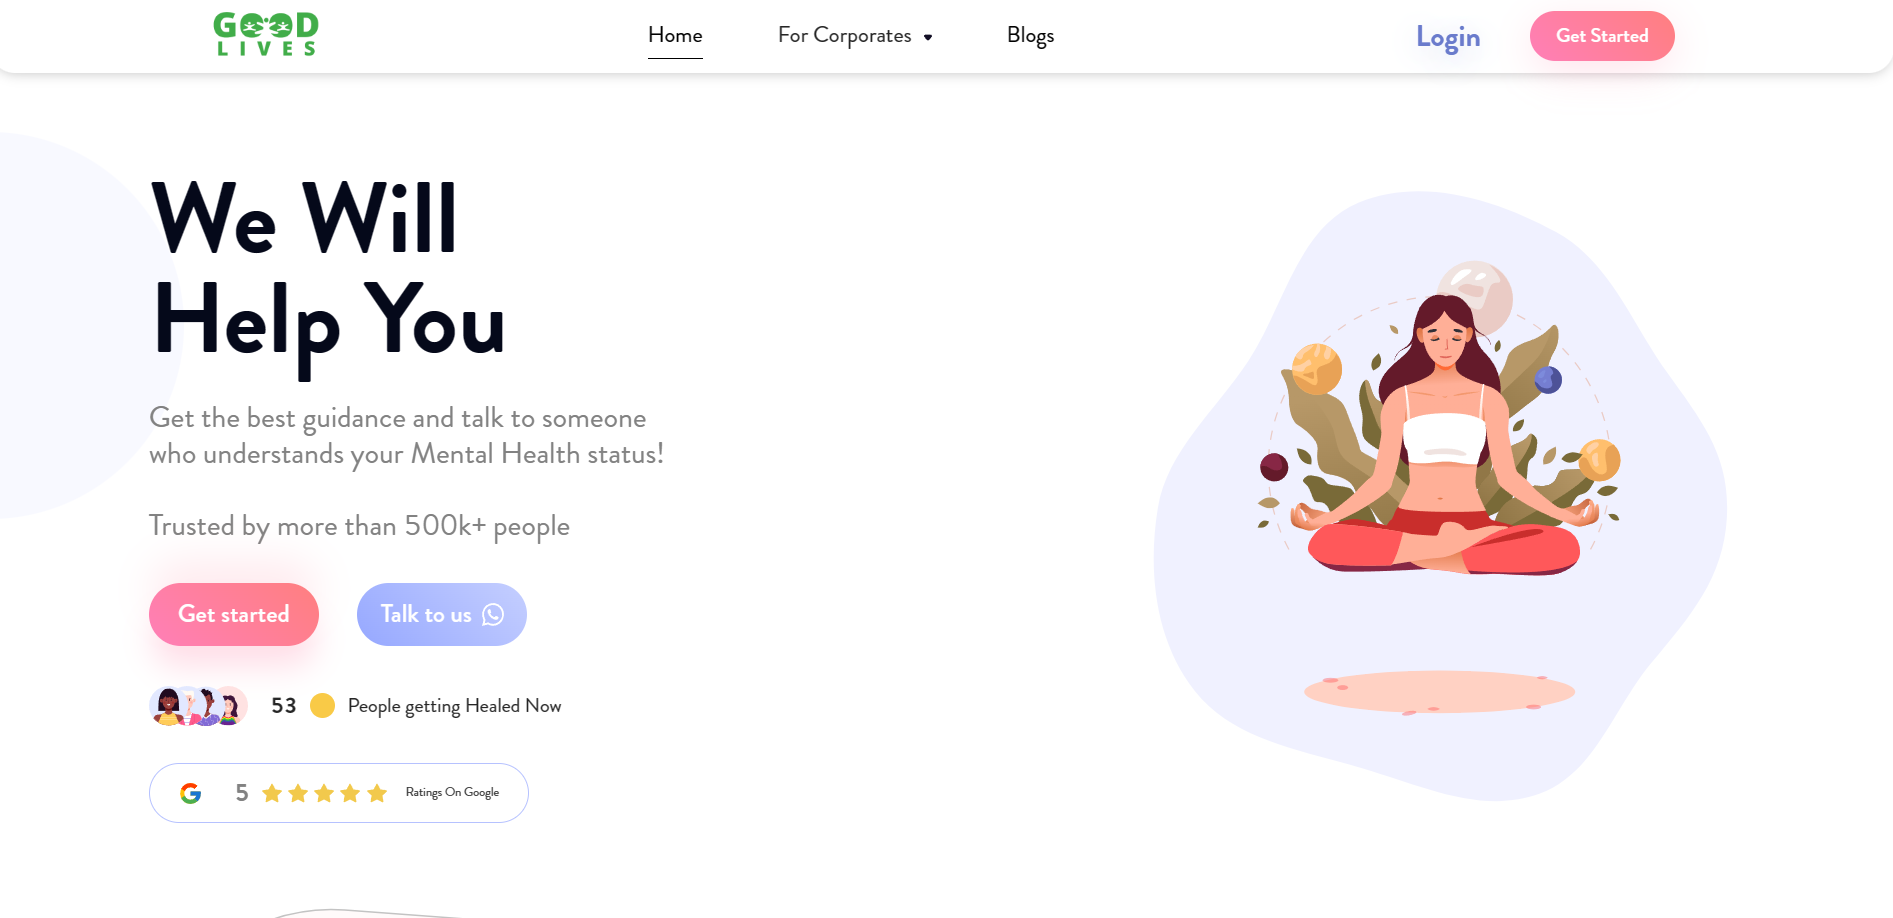 GOOD
LIVES
Home
For Corporates
Blogs
Login
Get Started
We Will
Help You
Get the best guidance and talk to someone
who understands your Mental Health status!
Trusted by more than 500k+ people
Get started
Talk to us
53 People getting Healed Now
5 Ratings On Google